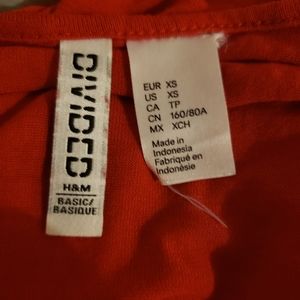 DIVIDED
H&M
BASIC/
BASIQUE
EUR XS
US XS
CA TP
CN 160/80A
MX XCH
Made in
Indonesia
Fabriqué en
Indonésie